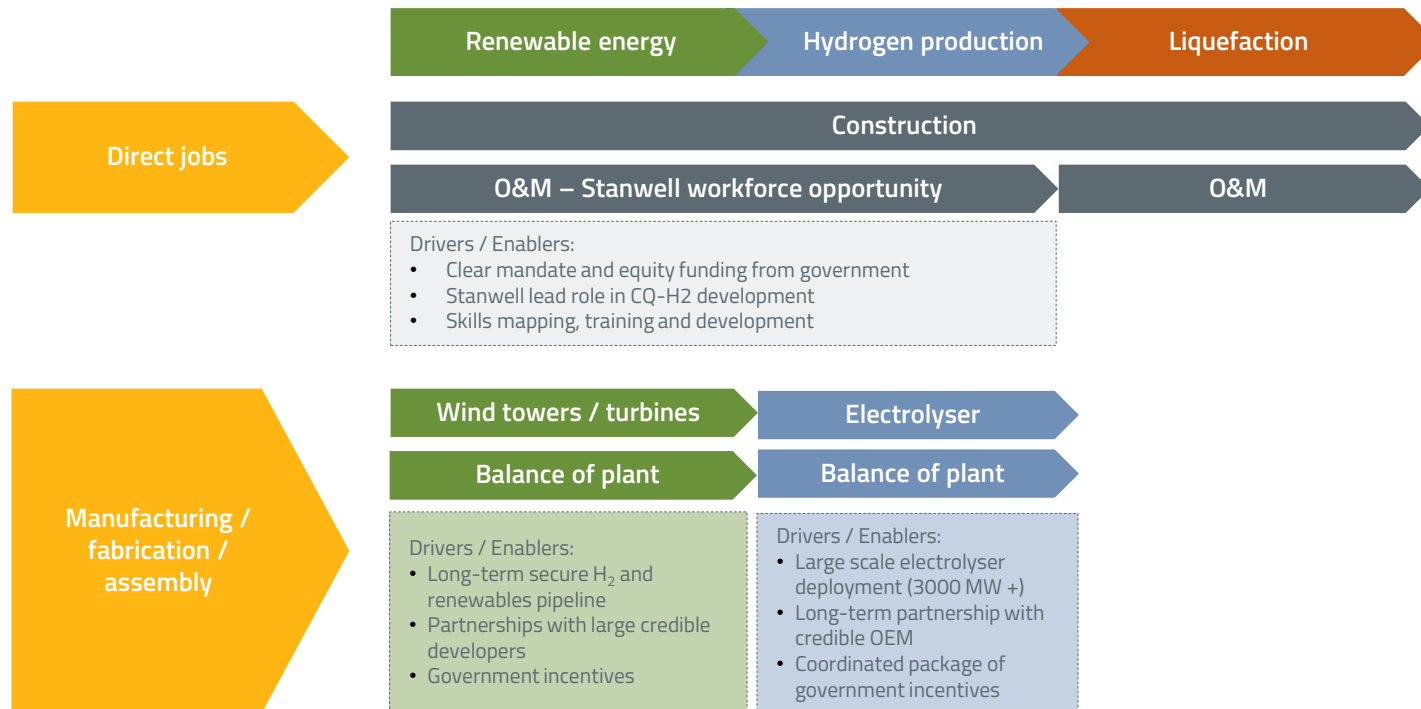 Renewable energy
Hydrogen production
Liquefaction
Direct jobs
Construction
O&M – Stanwell workforce opportunity
O&M
Drivers / Enablers:
• Clear mandate and equity funding from government
• Stanwell lead role in CQ-H2 development
• Skills mapping, training and development
Manufacturing /
fabrication /
assembly
Wind towers / turbines
Balance of plant
Drivers / Enablers:
• Long-term secure H₂ and
renewables pipeline
• Partnerships with large credible
developers
• Government incentives
Electrolyser
Balance of plant
Drivers / Enablers:
• Large scale electrolyser
deployment (3000 MW +)
• Long-term partnership with
credible OEM
• Coordinated package of
government incentives